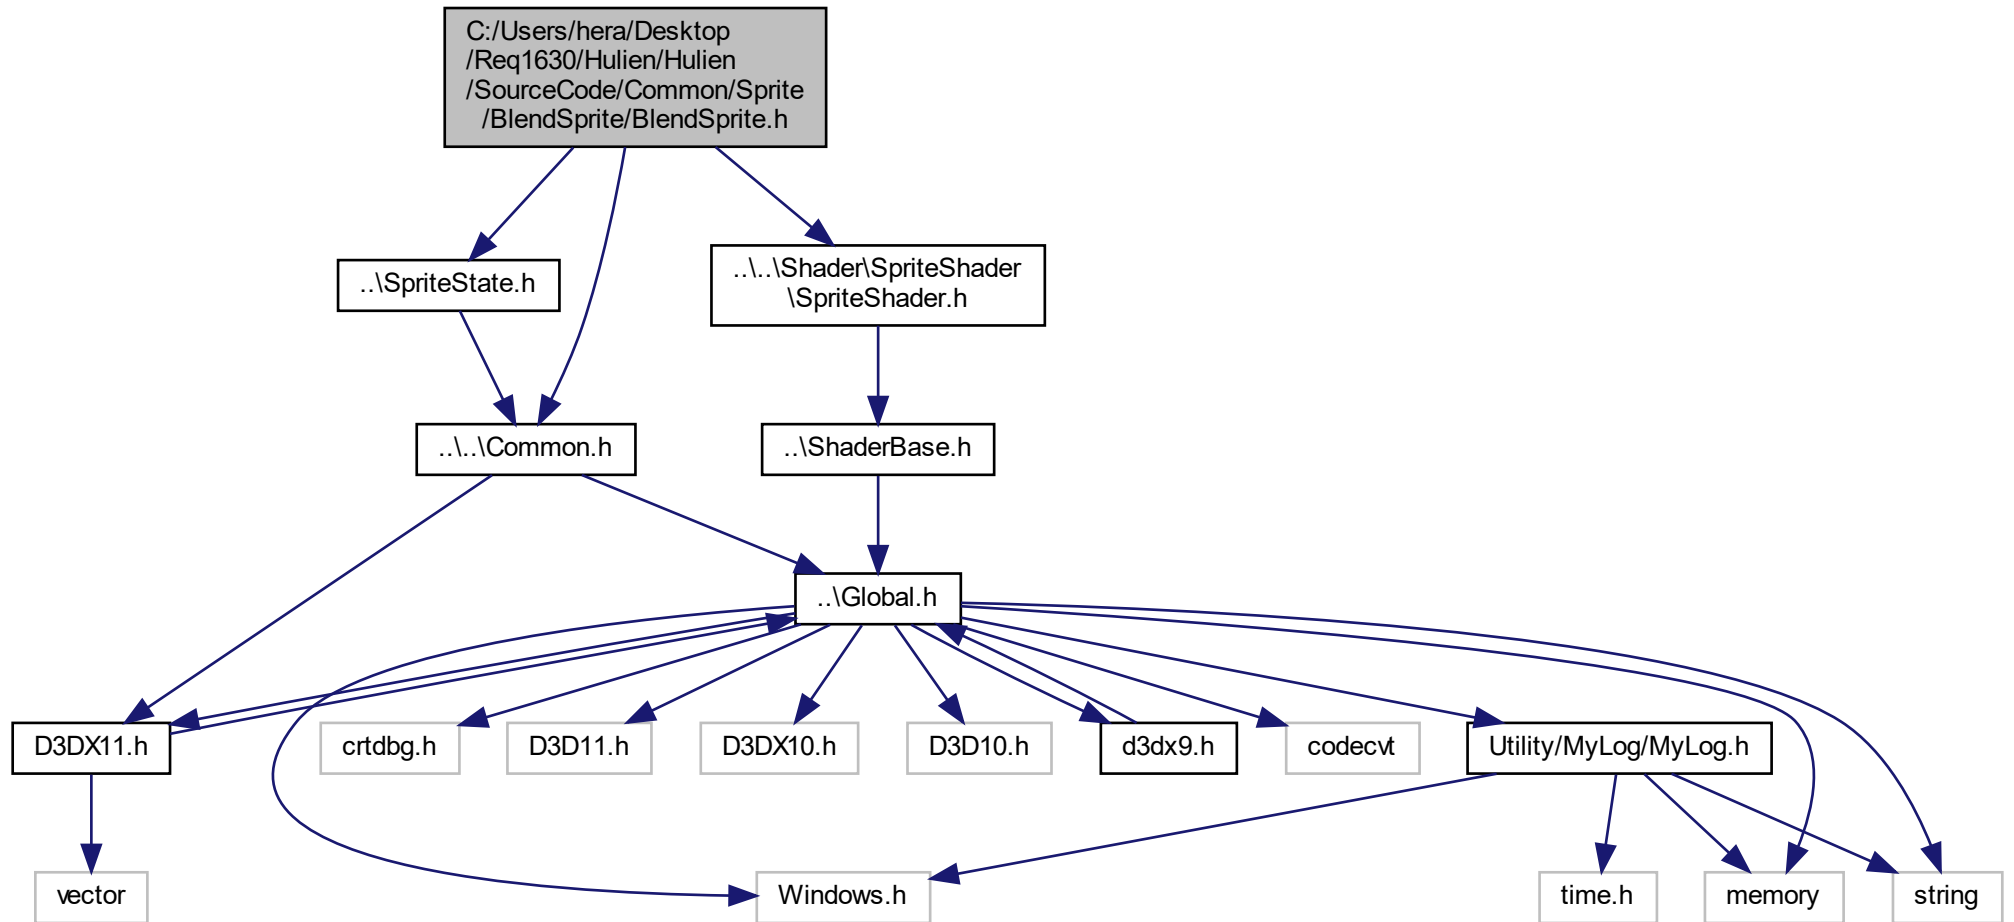 C:/Users/hera/Desktop
/Req1630/Hulien/Hulien
/SourceCode/Common/Sprite
/BlendSprite/BlendSprite.h
..\SpriteState.h
..\..\Shader\SpriteShader
\SpriteShader.h
..\..\Common.h
..\ShaderBase.h
..\Global.h
D3DX11.h
crtdbg.h
D3D11.h
D3DX10.h
D3D10.h
d3dx9.h
codecvt
Utility/MyLog/MyLog.h
vector
Windows.h
time.h
memory
string